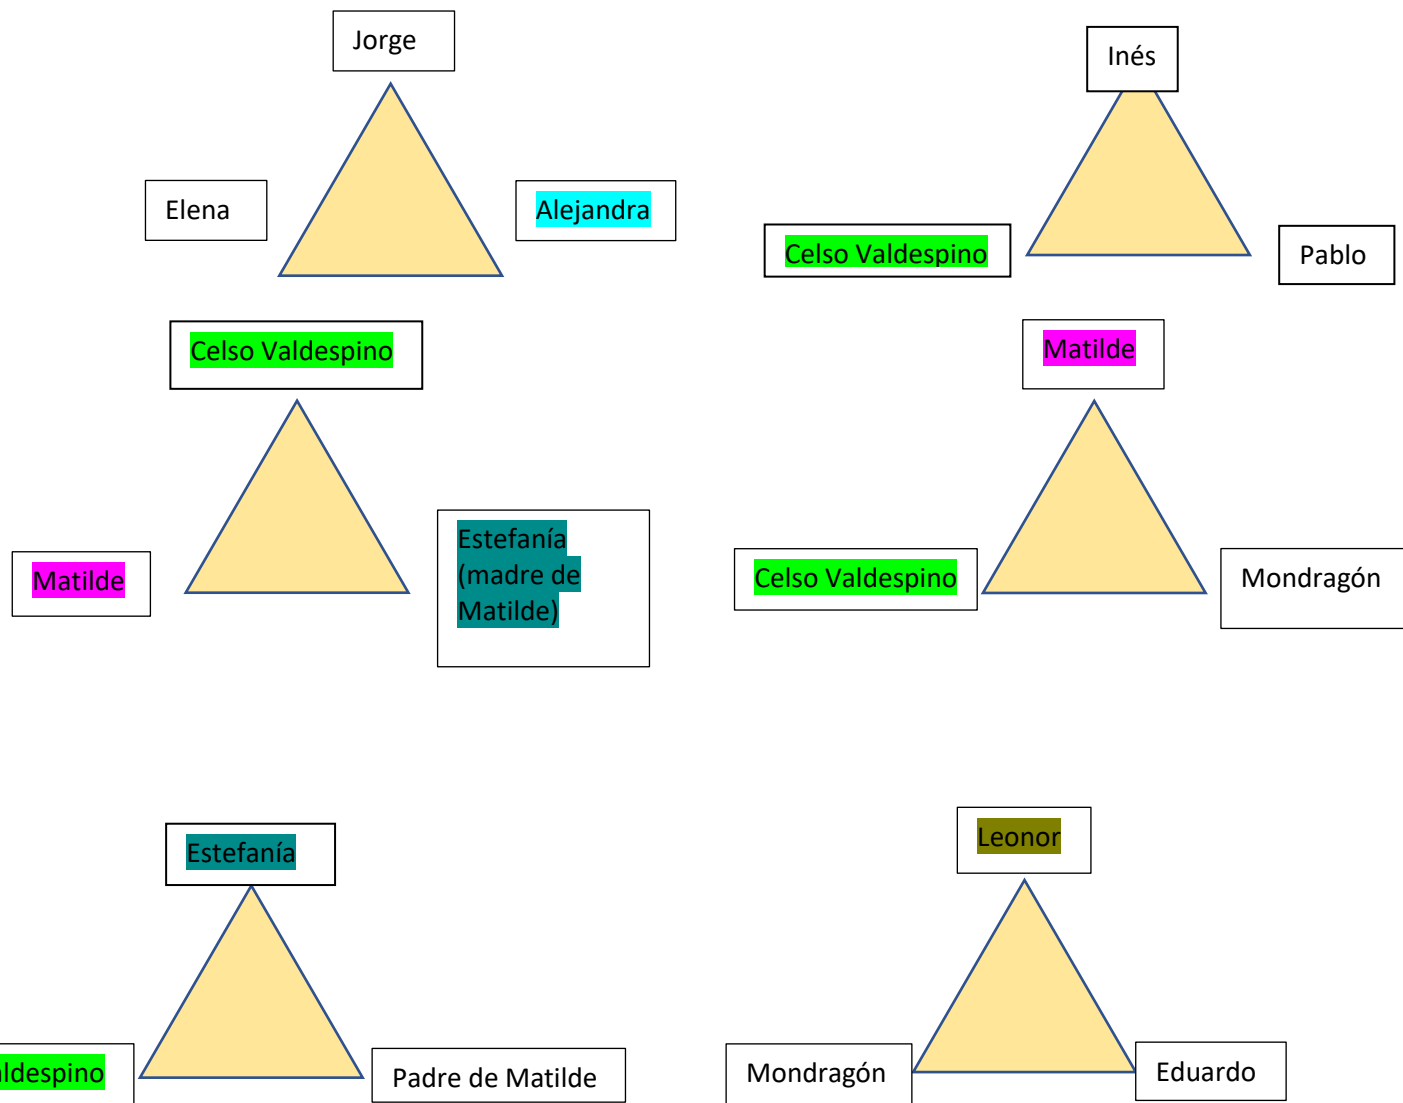 Jorge
Inés
Elena
Alejandra
Celso Valdespino
Pablo
Celso Valdespino
Matilde
Matilde
Estefanía
(madre de
Matilde)
Celso Valdespino
Mondragón
Estefanía
Leonor
Padre de Matilde
Mondragón
Eduardo